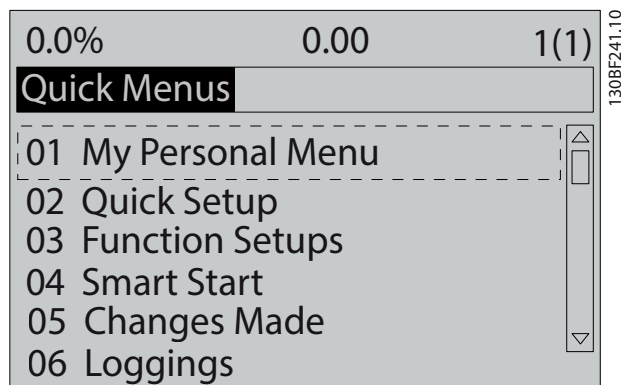 0.0% 0.00 1(1)
Quick Menus
01 My Personal Menu
02 Quick Setup
03 Function Setups
04 Smart Start
05 Changes Made
06 Loggings
130BF241.10